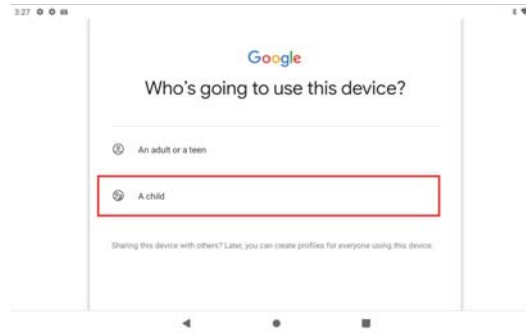 3:27
Google
Who's going to use this device?
An adult or a teen
A child
Sharing this device with others? Later, you can create profiles for everyone using this device.